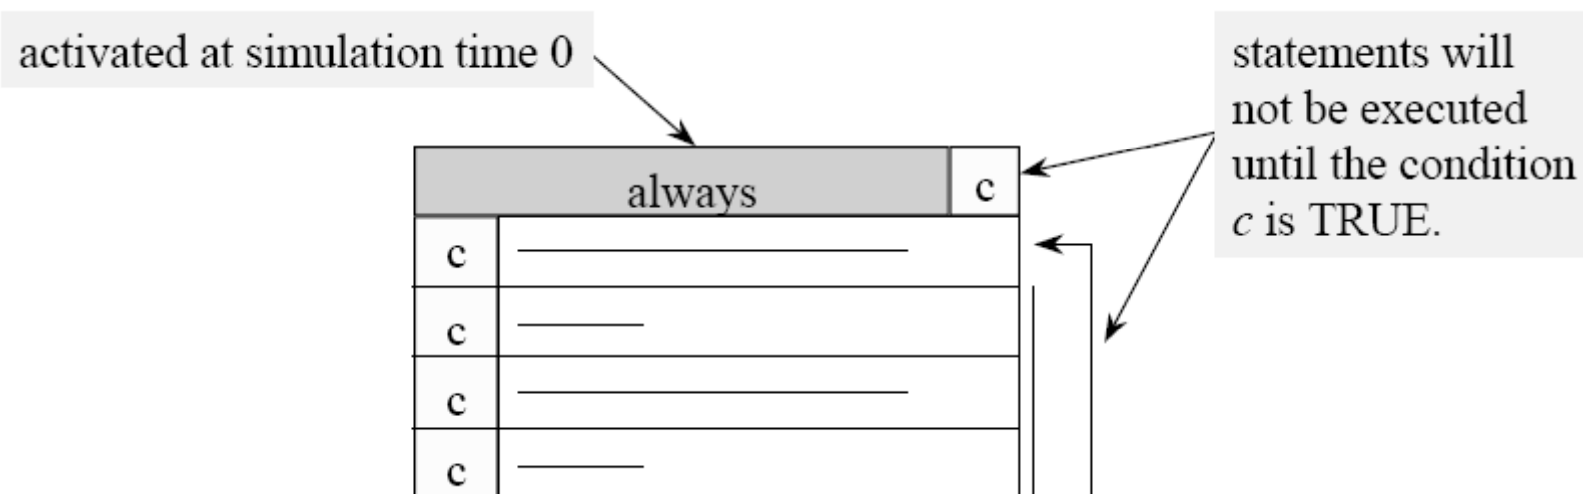 activated at simulation time 0
statements will
not be executed
until the condition
c is TRUE.
always
c
c
c
c
c